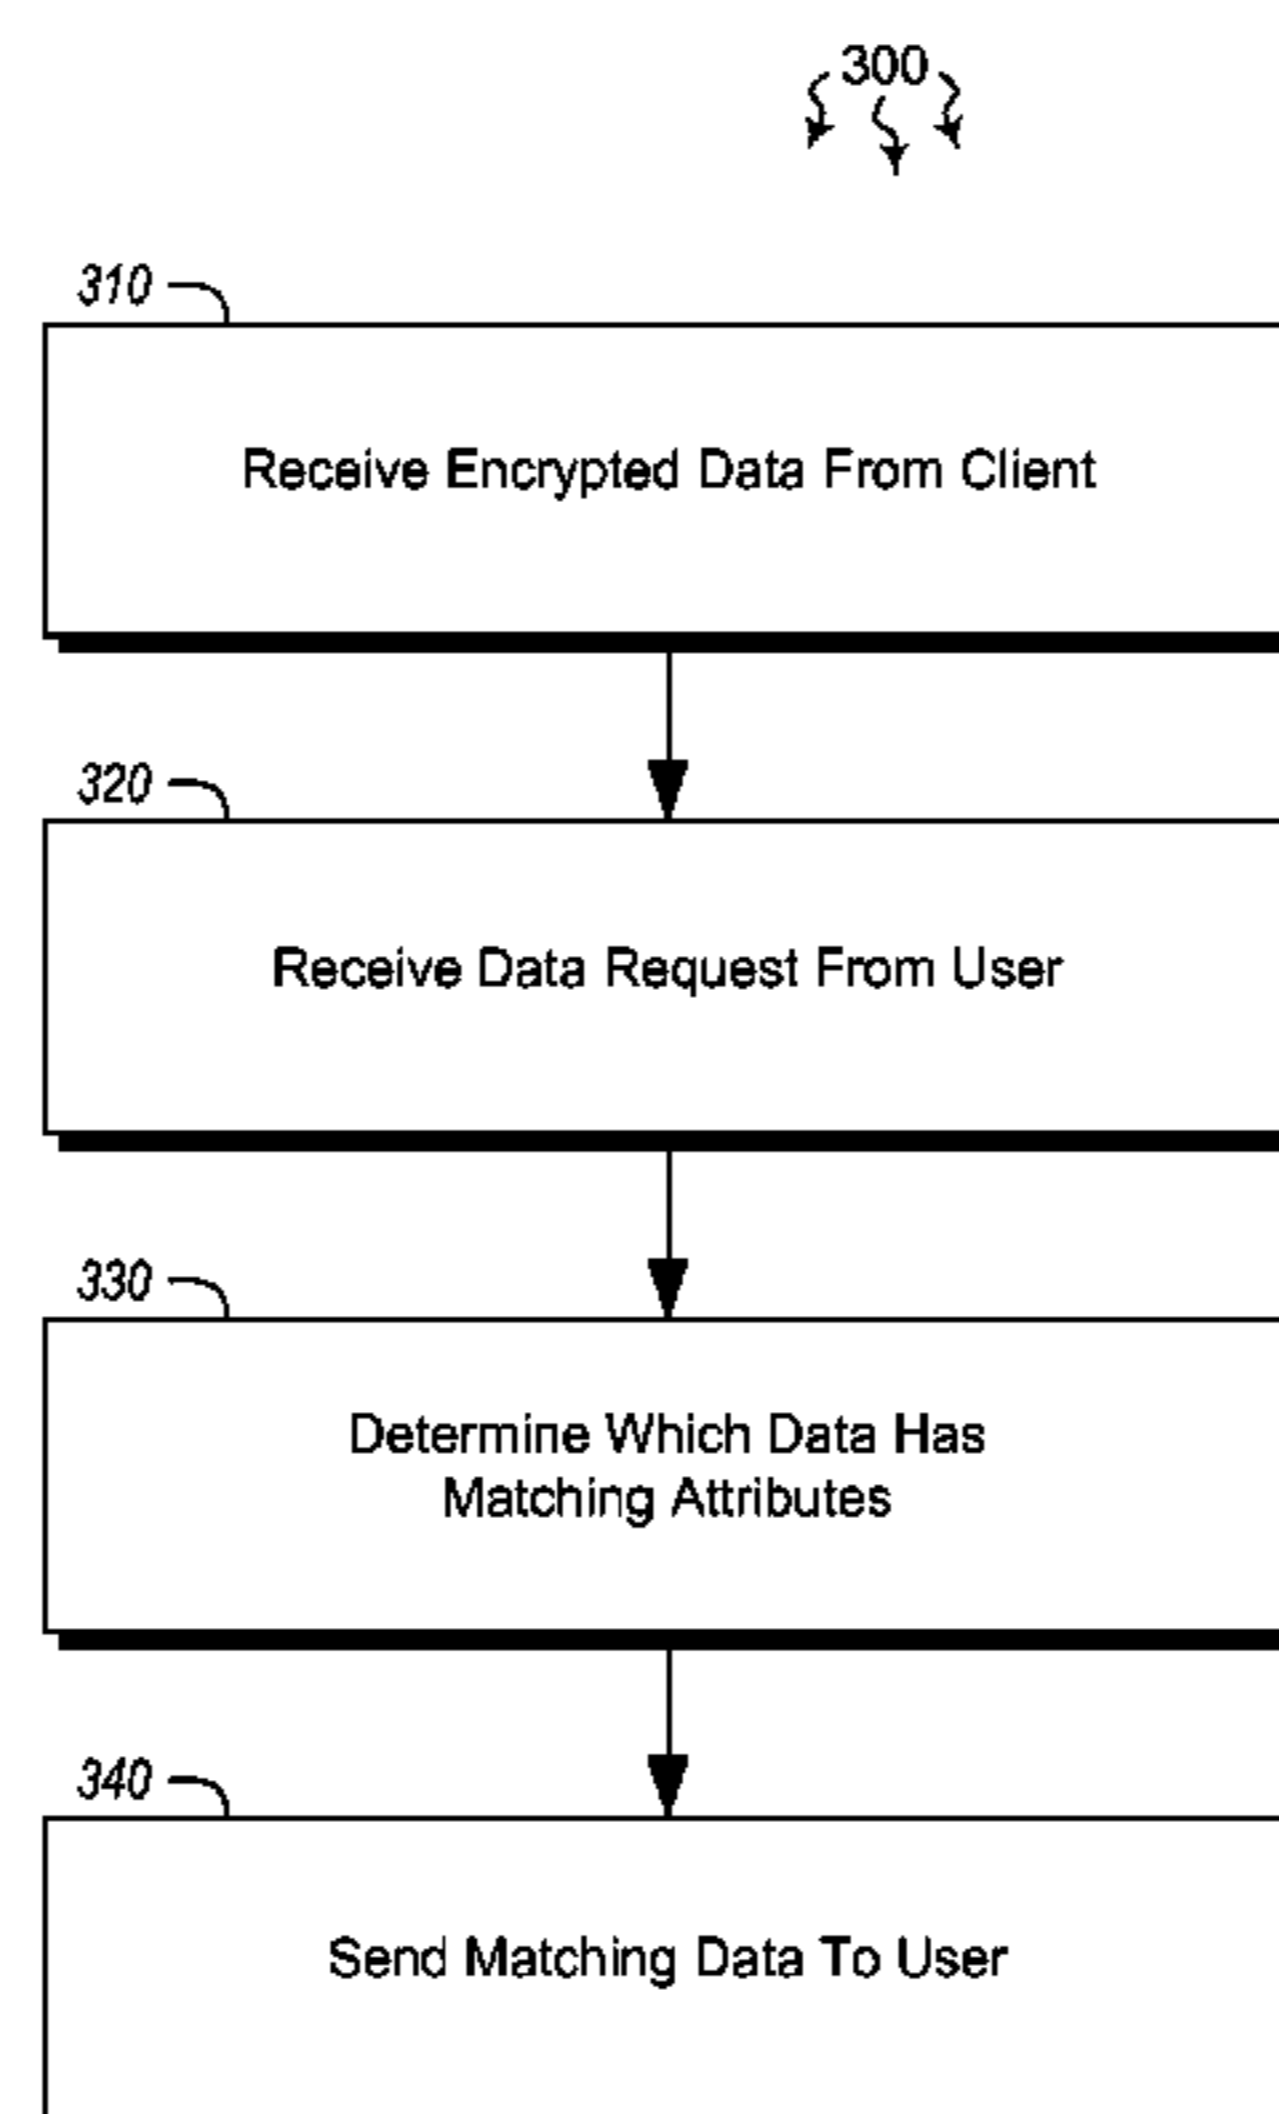 300
310
Receive Encrypted Data From Client
320
Receive Data Request From User
330
Determine Which Data Has
Matching Attributes
340
Send Matching Data To User